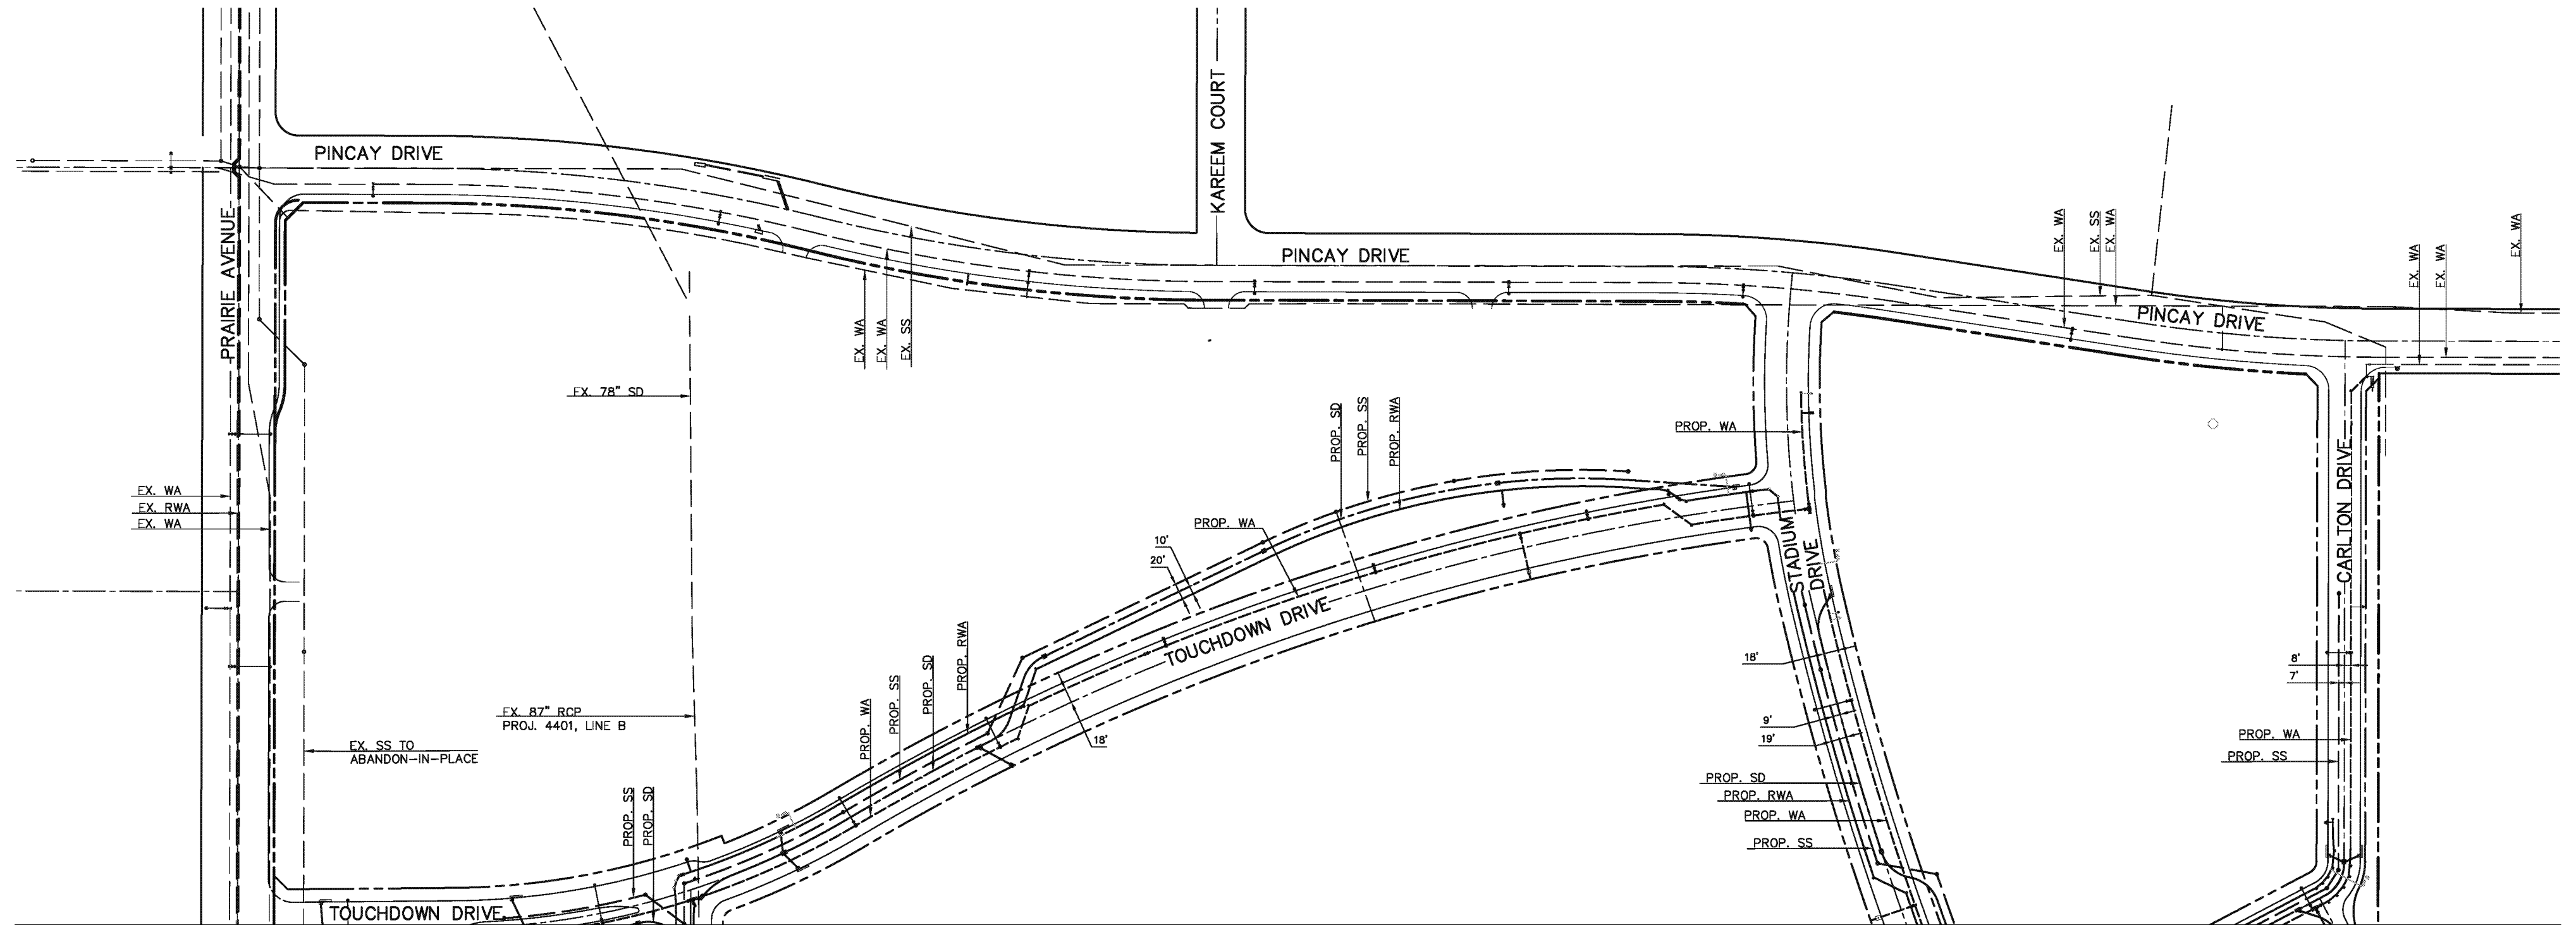 KAREEM COURT
PINCAY DRIVE
PRAIRIE AVENUE
PINCAY DRIVE
EX. WA
EX. SS
EX. WA
EX. WA
EX. WA
EX. WA
PINCAY DRIVE
EX. WA
EX. WA
EX. SS
EX. 78" SD
PROP. SD
PROP. SS
PROP. RWA
PROP. WA
CARLTON DRIVE
EX. WA
EX. RWA
EX. WA
PROP. WA
10'
20'
STADIUM
DRIVE
TOUCHDOWN DRIVE
18'
8'
7'
PROP. WA
PROP. SS
PROP. SD
PROP. RWA
EX. 87" RCP
PROJ. 4401, LINE B
9'
19'
18'
PROP. WA
PROP. SS
EX. SS TO
ABANDON-IN-PLACE
PROP. SD
PROP. RWA
PROP. WA
PROP. SS
PROP. SS
PROP. SD
TOUCHDOWN DRIVE